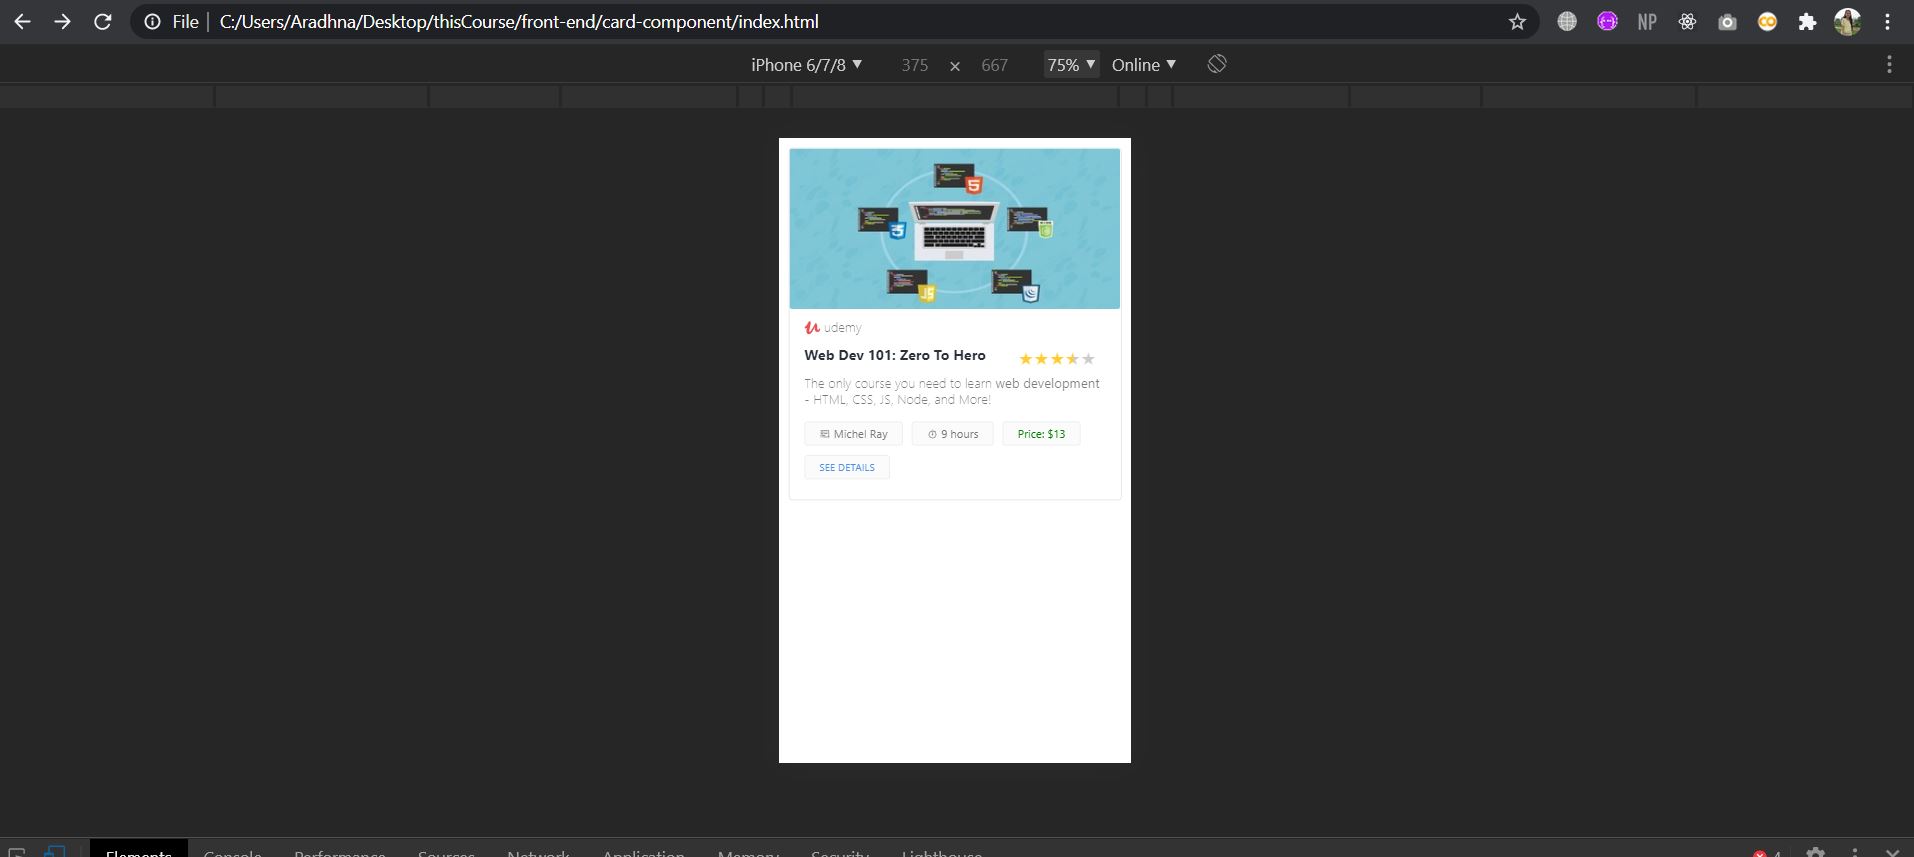 File | C:/Users/Aradhna/Desktop/thisCourse/front-end/card-component/index.html
NP
iPhone 6/7/8 ▼ 375 × 667 75% ▼ Online ▼
5
3
JS
udemy
Web Dev 101: Zero To Hero
The only course you need to learn web development
- HTML, CSS, JS, Node, and More!
Michel Ray
9 hours
Price: $13
SEE DETAILS
Elements Console Performance Sources Network Application Memory Security Lighthouse
4